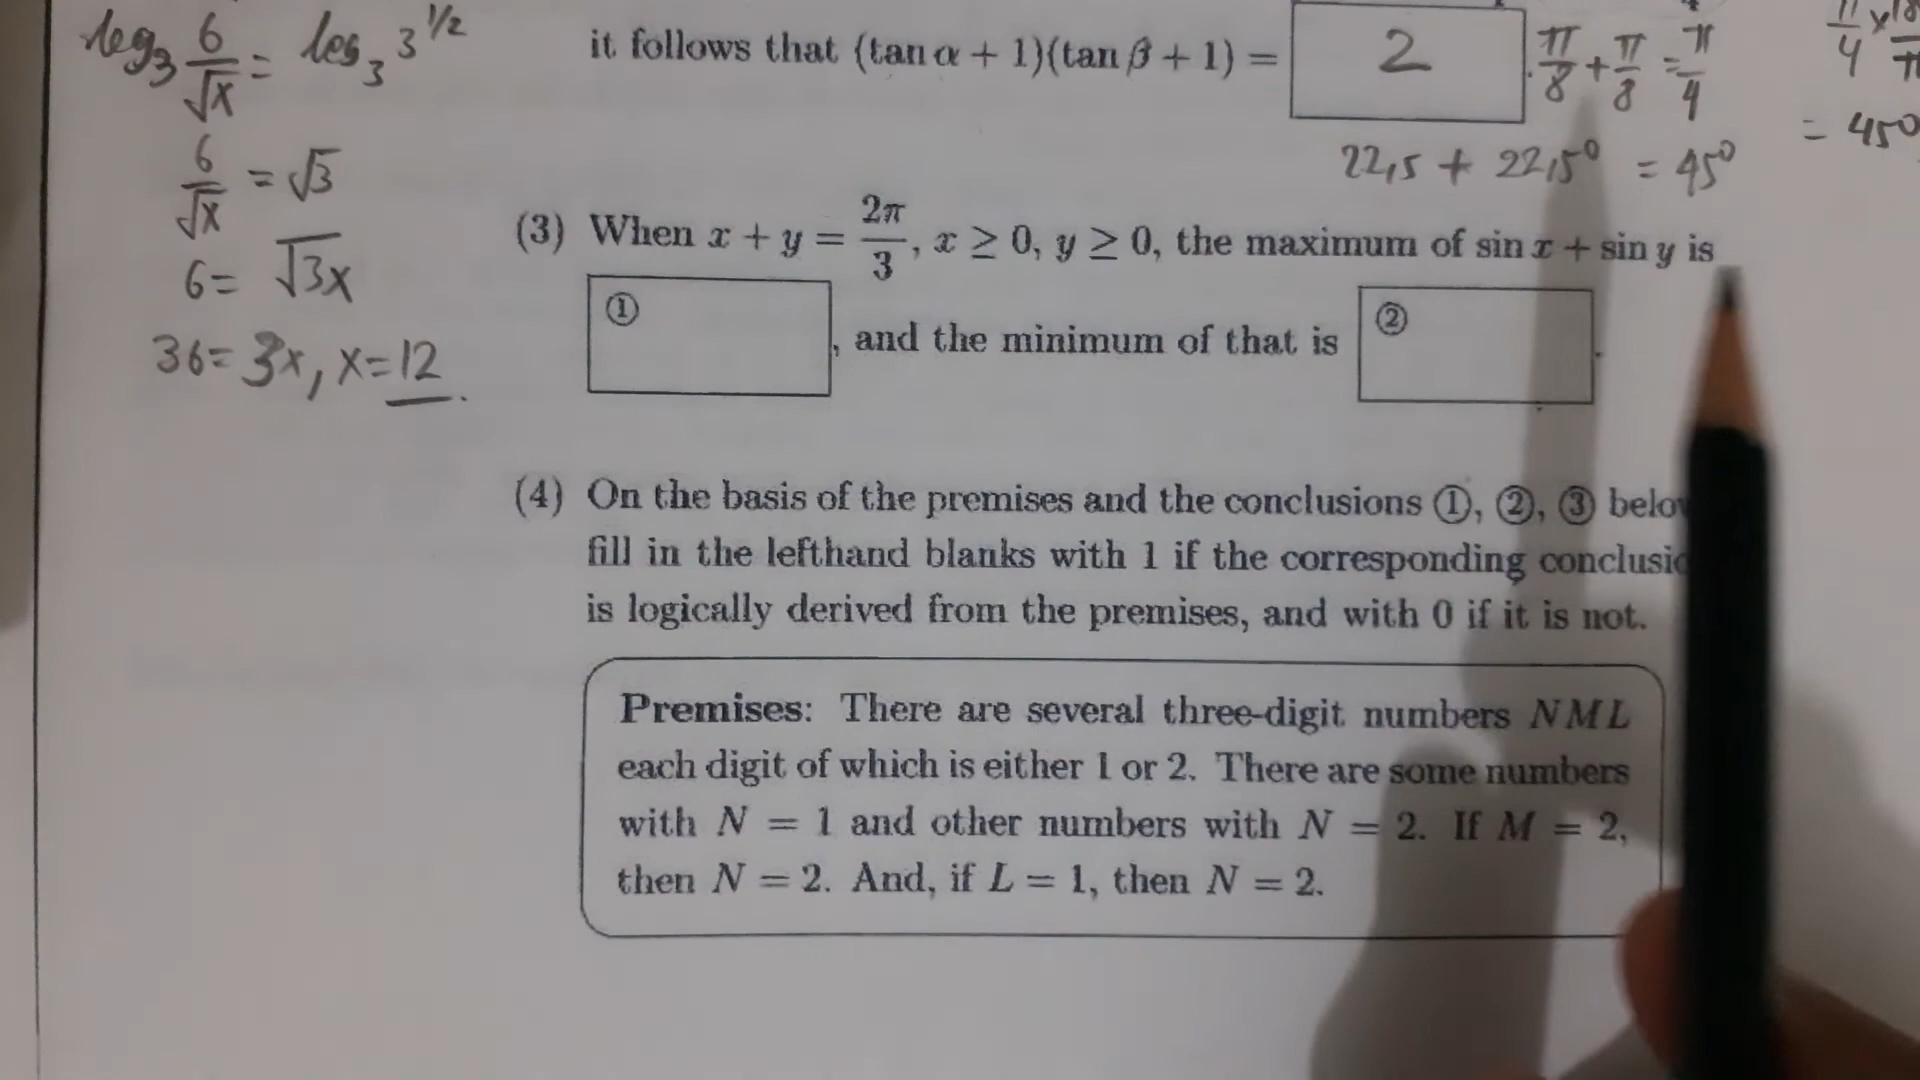 log₃ 6/√x = log₃ 3^1/2
6/√x = √3
6 = √3x
36 = 3x, x = 12.
it follows that (tan α + 1)(tan β + 1) = 2 .
π/8 + π/8 = π/4
22,5 + 22,5⁰ = 45⁰
π/4 ×
= 45⁰
(3) When x + y = 2π/3, x ≥ 0, y ≥ 0, the maximum of sin x + sin y is
①, and the minimum of that is ②.
(4) On the basis of the premises and the conclusions ①, ②, ③
fill in the lefthand blanks with 1 if the corresponding
is logically derived from the premises, and with 0 if it is not.
Premises: There are several three-digit numbers NML
each digit of which is either 1 or 2. There are some numbers
with N = 1 and other numbers with N = 2. If M = 2,
then N = 2. And, if L = 1, then N = 2.